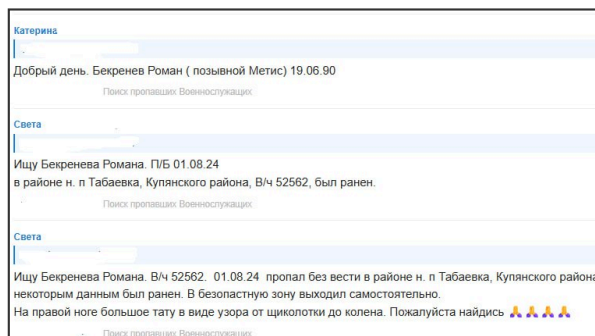 Катерина
Добрый день. Бекренев Роман ( позывной Метис) 19.06.90
Поиск пропавших Военнослужащих
Света
Ищу Бекренева Романа. П/Б 01.08.24
в районе н. п Табаевка, Купянского района, В/ч 52562, был ранен.
Поиск пропавших Военнослужащих
Света
Ищу Бекренева Романа. В/ч 52562. 01.08.24 пропал без вести в районе н. п Табаевка, Купянского района
некоторым данным был ранен. В безопастную зону выходил самостоятельно.
На правой ноге большое тату в виде узора от щиколотки до колена. Пожалуйста найдись 🙏🙏🙏🙏
Поиск пропавших Военнослужащих